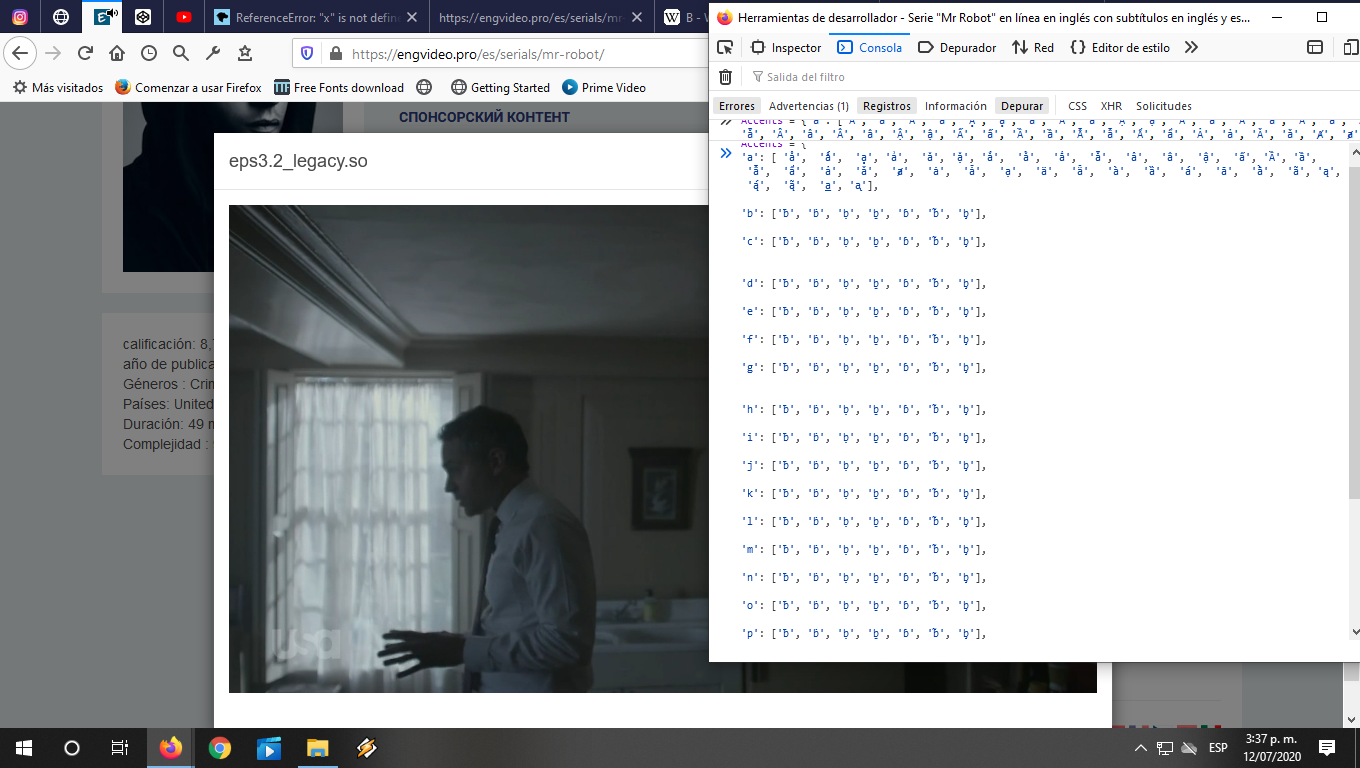 ReferenceError: "x" is not define
https://engvideo.pro/es/serials/mr-
B - W
https://engvideo.pro/es/serials/mr-robot/
Más visitados
Comenzar a usar Firefox
Free Fonts download
Getting Started
Prime Video
СПОНСОРСКИЙ КОНТЕНТ
eps3.2_legacy.so
calificación: 8,
año de publica
Géneros : Crin
Países: United
Duración: 49 m
Complejidad :
usa
Herramientas de desarrollador - Serie "Mr Robot" en línea en inglés con subtítulos en inglés y es...
Inspector
Consola
Depurador
Red
Editor de estilo
Salida del filtro
Errores
Advertencias (1)
Registros
Información
Depurar
CSS
XHR
Solicitudes
Accents = {
'b': ['ƀ', 'ḃ', 'ḅ', 'ḇ', 'ɓ', 'b̃', 'b̧'],
'c': ['ƀ', 'ḃ', 'ḅ', 'ḇ', 'ɓ', 'b̃', 'b̧'],
'd': ['ƀ', 'ḃ', 'ḅ', 'ḇ', 'ɓ', 'b̃', 'b̧'],
'e': ['ƀ', 'ḃ', 'ḅ', 'ḇ', 'ɓ', 'b̃', 'b̧'],
'f': ['ƀ', 'ḃ', 'ḅ', 'ḇ', 'ɓ', 'b̃', 'b̧'],
'g': ['ƀ', 'ḃ', 'ḅ', 'ḇ', 'ɓ', 'b̃', 'b̧'],
'h': ['ƀ', 'ḃ', 'ḅ', 'ḇ', 'ɓ', 'b̃', 'b̧'],
'i': ['ƀ', 'ḃ', 'ḅ', 'ḇ', 'ɓ', 'b̃', 'b̧'],
'j': ['ƀ', 'ḃ', 'ḅ', 'ḇ', 'ɓ', 'b̃', 'b̧'],
'k': ['ƀ', 'ḃ', 'ḅ', 'ḇ', 'ɓ', 'b̃', 'b̧'],
'l': ['ƀ', 'ḃ', 'ḅ', 'ḇ', 'ɓ', 'b̃', 'b̧'],
'm': ['ƀ', 'ḃ', 'ḅ', 'ḇ', 'ɓ', 'b̃', 'b̧'],
'n': ['ƀ', 'ḃ', 'ḅ', 'ḇ', 'ɓ', 'b̃', 'b̧'],
'o': ['ƀ', 'ḃ', 'ḅ', 'ḇ', 'ɓ', 'b̃', 'b̧'],
'p': ['ƀ', 'ḃ', 'ḅ', 'ḇ', 'ɓ', 'b̃', 'b̧'],
ESP
3:37 p. m.
12/07/2020